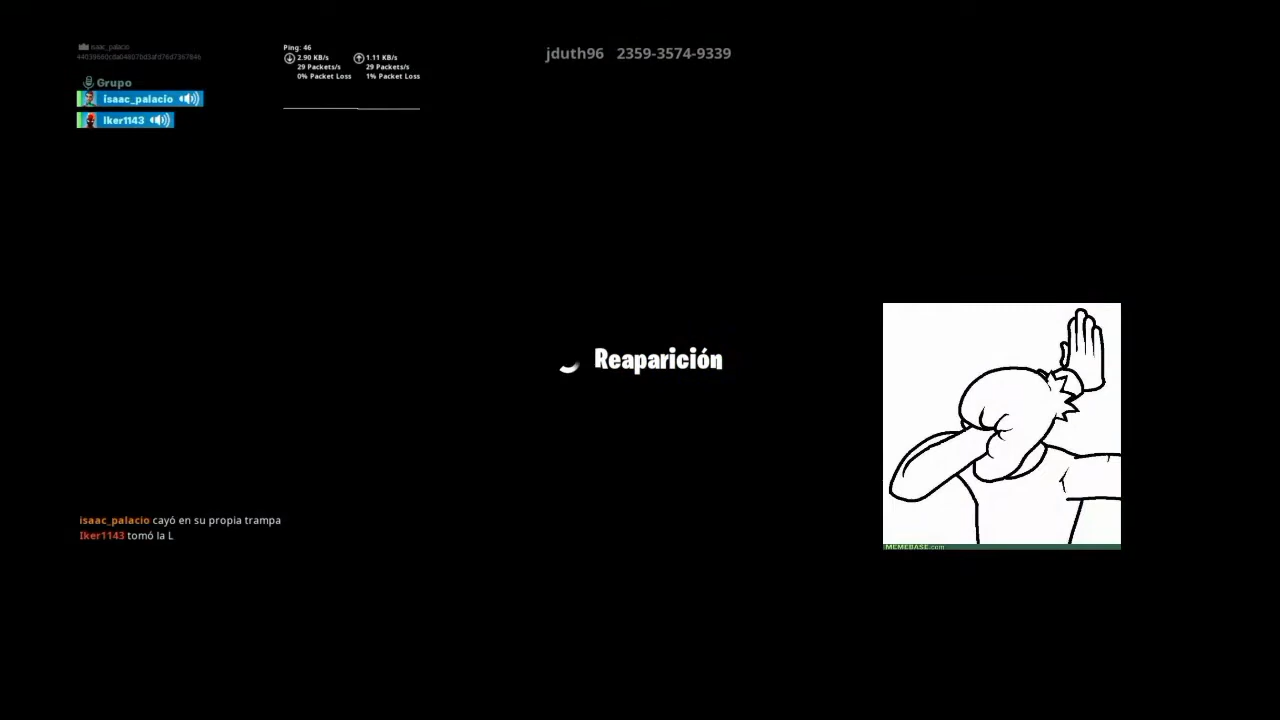 isaac_palacio
Ping: 46
2.90 KB/s
1.11 KB/s
29 Packets/s
29 Packets/s
0% Packet Loss
1% Packet Loss
jduth96 2359-3574-9339
Grupo
isaac_palacio
Iker1143
Reaparición
isaac_palacio cayó en su propia trampa
Iker1143 tomó la L
MEMEBASE.com